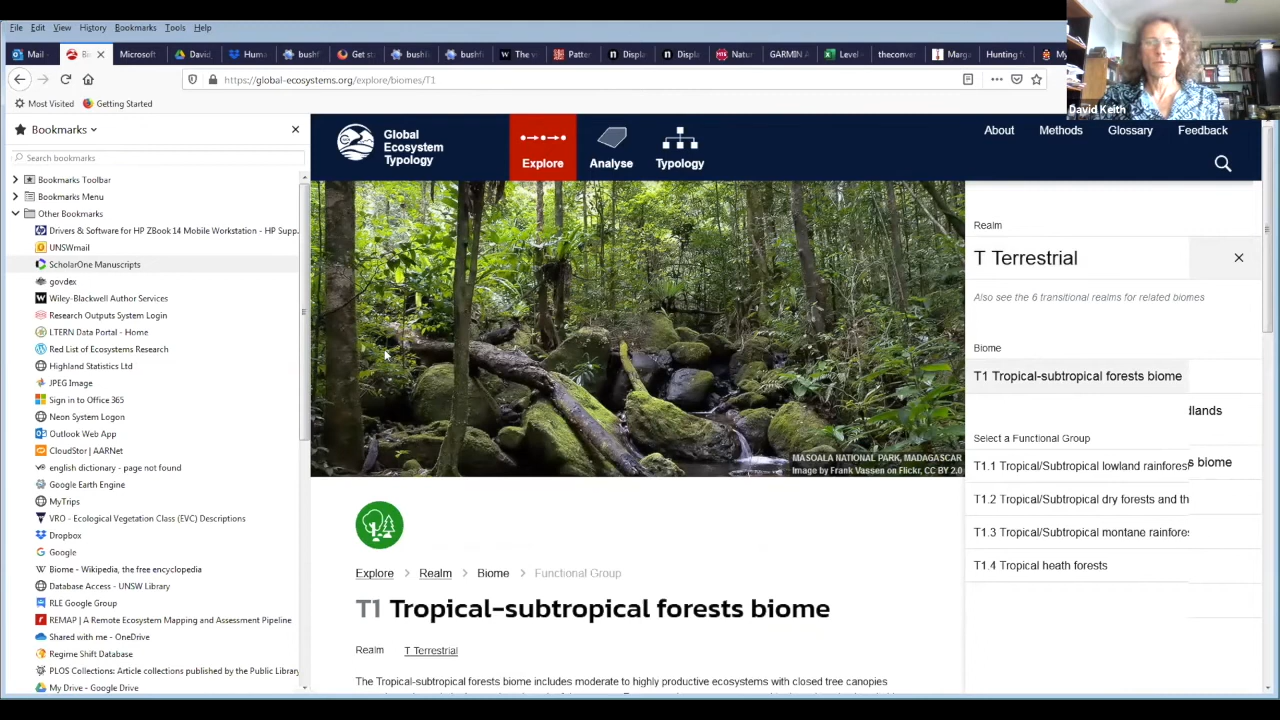 File Edit View History Bookmarks Tools Help
Mail
Microsoft
David
Huma
bushf
Get st
bushli
bushfi
The vi
Patter
Displa
Displa
Natur
GARMIN A
Level
theconver
Marga
Hunting f
David Keith
https://global-ecosystems.org/explore/biomes/T1
Most Visited Getting Started
Bookmarks
Search bookmarks
Bookmarks Toolbar
Bookmarks Menu
Other Bookmarks
Drivers & Software for HP ZBook 14 Mobile Workstation - HP Supp..
UNSWmail
ScholarOne Manuscripts
govdex
Wiley-Blackwell Author Services
Research Outputs System Login
LTERN Data Portal - Home
Red List of Ecosystems Research
Highland Statistics Ltd
JPEG Image
Sign in to Office 365
Neon System Logon
Outlook Web App
CloudStor | AARNet
english dictionary - page not found
Google Earth Engine
MyTrips
VRO - Ecological Vegetation Class (EVC) Descriptions
Dropbox
Google
Biome - Wikipedia, the free encyclopedia
Database Access - UNSW Library
RLE Google Group
REMAP | A Remote Ecosystem Mapping and Assessment Pipeline
Shared with me - OneDrive
Regime Shift Database
PLOS Collections: Article collections published by the Public Library
My Drive - Google Drive
Global
Ecosystem
Typology
Explore
Analyse
Typology
About Methods Glossary Feedback
MASOALA NATIONAL PARK, MADAGASCAR
Image by Frank Vassen on Flickr, CC BY 2.0
Explore > Realm > Biome > Functional Group
T1 Tropical-subtropical forests biome
Realm T Terrestrial
The Tropical-subtropical forests biome includes moderate to highly productive ecosystems with closed tree canopies
Realm
T Terrestrial
Also see the 6 transitional realms for related biomes
Biome
T1 Tropical-subtropical forests biome
llands
Select a Functional Group
s biome
T1.1 Tropical/Subtropical lowland rainfores
T1.2 Tropical/Subtropical dry forests and th
T1.3 Tropical/Subtropical montane rainfores
T1.4 Tropical heath forests